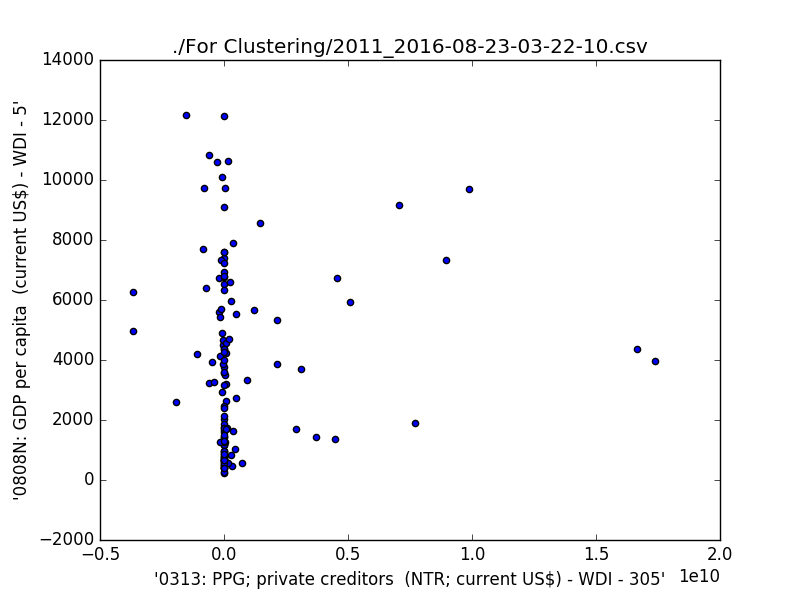 ./For Clustering/2011_2016-08-23-03-22-10.csv
14000
12000
10000
8000
6000
4000
2000
0
−2000
'0808N: GDP per capita  (current US$) - WDI - 5'
−0.5 0.0 0.5 1.0 1.5 2.0
1e10
'0313: PPG; private creditors  (NTR; current US$) - WDI - 305'